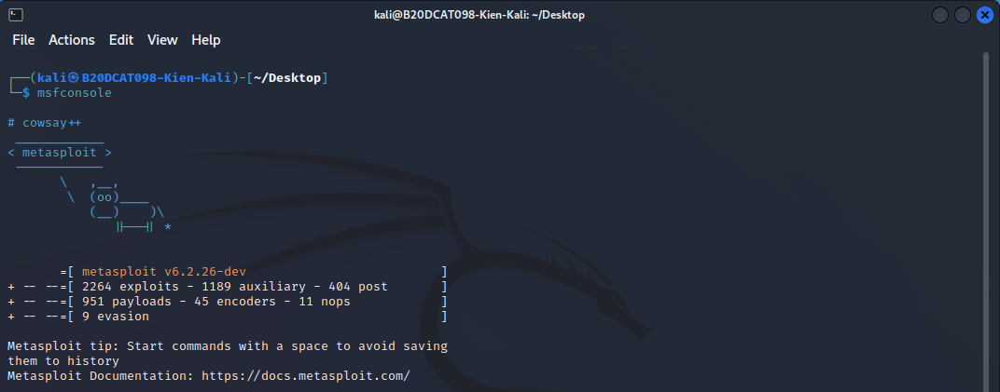 kali@B20DCAT098-Kien-Kali: ~/Desktop
File Actions Edit View Help
┌──(kali㉿B20DCAT098-Kien-Kali)-[~/Desktop]
└─$ msfconsole
# cowsay++
 ____________
< metasploit >
 ------------
       \   ,__,
        \  (oo)____
           (__)    )\
              ||--|| *
       =[ metasploit v6.2.26-dev                          ]
+ -- --=[ 2264 exploits - 1189 auxiliary - 404 post       ]
+ -- --=[ 951 payloads - 45 encoders - 11 nops            ]
+ -- --=[ 9 evasion                                       ]
Metasploit tip: Start commands with a space to avoid saving
them to history
Metasploit Documentation: https://docs.metasploit.com/